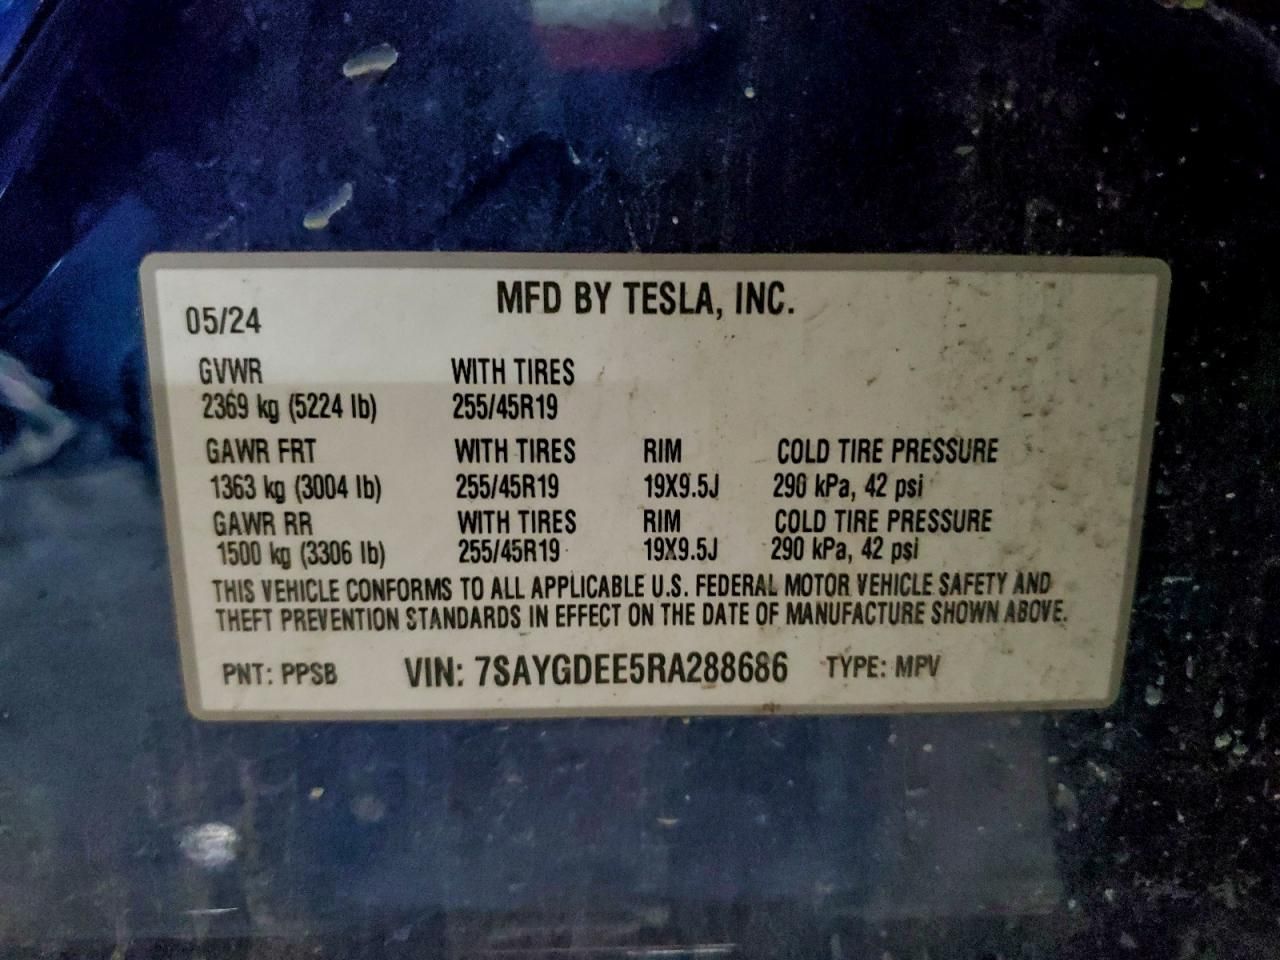 MFD BY TESLA, INC.
05/24
GVWR WITH TIRES
2369 kg (5224 lb) 255/45R19
GAWR FRT WITH TIRES RIM COLD TIRE PRESSURE
1363 kg (3004 lb) 255/45R19 19X9.5J 290 kPa, 42 psi
GAWR RR WITH TIRES RIM COLD TIRE PRESSURE
1500 kg (3306 lb) 255/45R19 19X9.5J 290 kPa, 42 psi
THIS VEHICLE CONFORMS TO ALL APPLICABLE U.S. FEDERAL MOTOR VEHICLE SAFETY AND
THEFT PREVENTION STANDARDS IN EFFECT ON THE DATE OF MANUFACTURE SHOWN ABOVE.
PNT: PPSB VIN: 7SAYGDEE5RA288686 TYPE: MPV